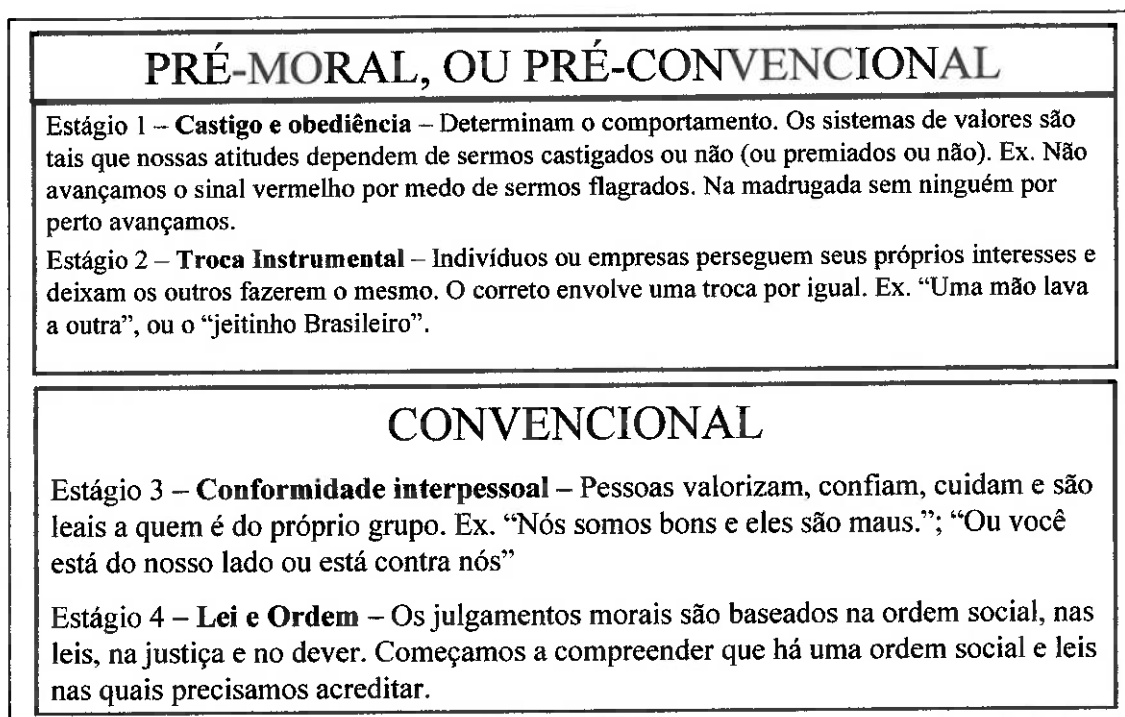 PRÉ-MORAL, OU PRÉ-CONVENCIONAL
Estágio 1 – Castigo e obediência – Determinam o comportamento. Os sistemas de valores são
tais que nossas atitudes dependem de sermos castigados ou não (ou premiados ou não). Ex. Não
avançamos o sinal vermelho por medo de sermos flagrados. Na madrugada sem ninguém por
perto avançamos.
Estágio 2 – Troca Instrumental – Indivíduos ou empresas perseguem seus próprios interesses e
deixam os outros fazerem o mesmo. O correto envolve uma troca por igual. Ex. “Uma mão lava
a outra”, ou o “jeitinho Brasileiro”.
CONVENCIONAL
Estágio 3 – Conformidade interpessoal – Pessoas valorizam, confiam, cuidam e são
leais a quem é do próprio grupo. Ex. “Nós somos bons e eles são maus.”; “Ou você
está do nosso lado ou está contra nós”
Estágio 4 – Lei e Ordem – Os julgamentos morais são baseados na ordem social, nas
leis, na justiça e no dever. Começamos a compreender que há uma ordem social e leis
nas quais precisamos acreditar.